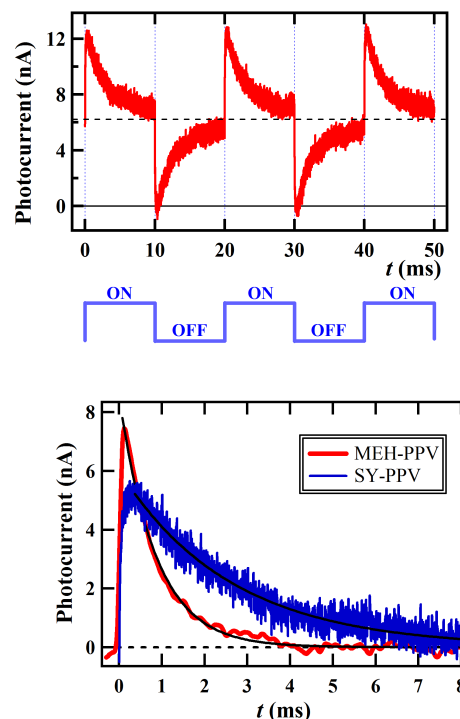 12
8
4
0
Photocurrent (nA)
0 10 20 30 40 50
t (ms)
ON ON ON
OFF OFF
8
6
4
2
0
Photocurrent (nA)
MEH-PPV
SY-PPV
0 1 2 3 4 5 6 7 8
t (ms)